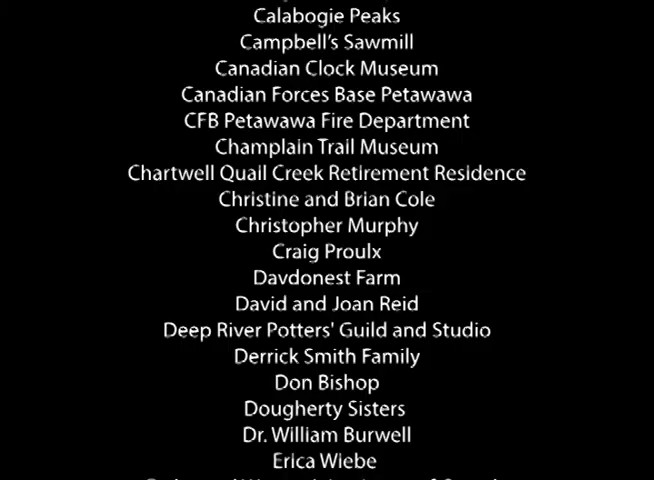 Calabogie Peaks
Campbell's Sawmill
Canadian Clock Museum
Canadian Forces Base Petawawa
CFB Petawawa Fire Department
Champlain Trail Museum
Chartwell Quail Creek Retirement Residence
Christine and Brian Cole
Christopher Murphy
Craig Proulx
Davdonest Farm
David and Joan Reid
Deep River Potters' Guild and Studio
Derrick Smith Family
Don Bishop
Dougherty Sisters
Dr. William Burwell
Erica Wiebe